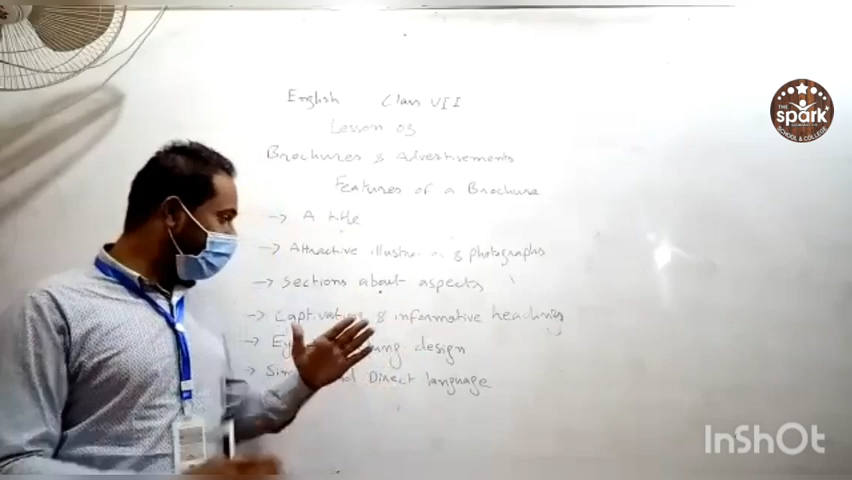 English Class VII
Lesson 03
Brochures & Advertisements
Features of a Brochure
→ A title
→ Attractive & photographs
→ Sections about aspects
→ & informative headings
→ design
→ Direct language
THE
spark
SCHOOL & COLLEGE
InShOt